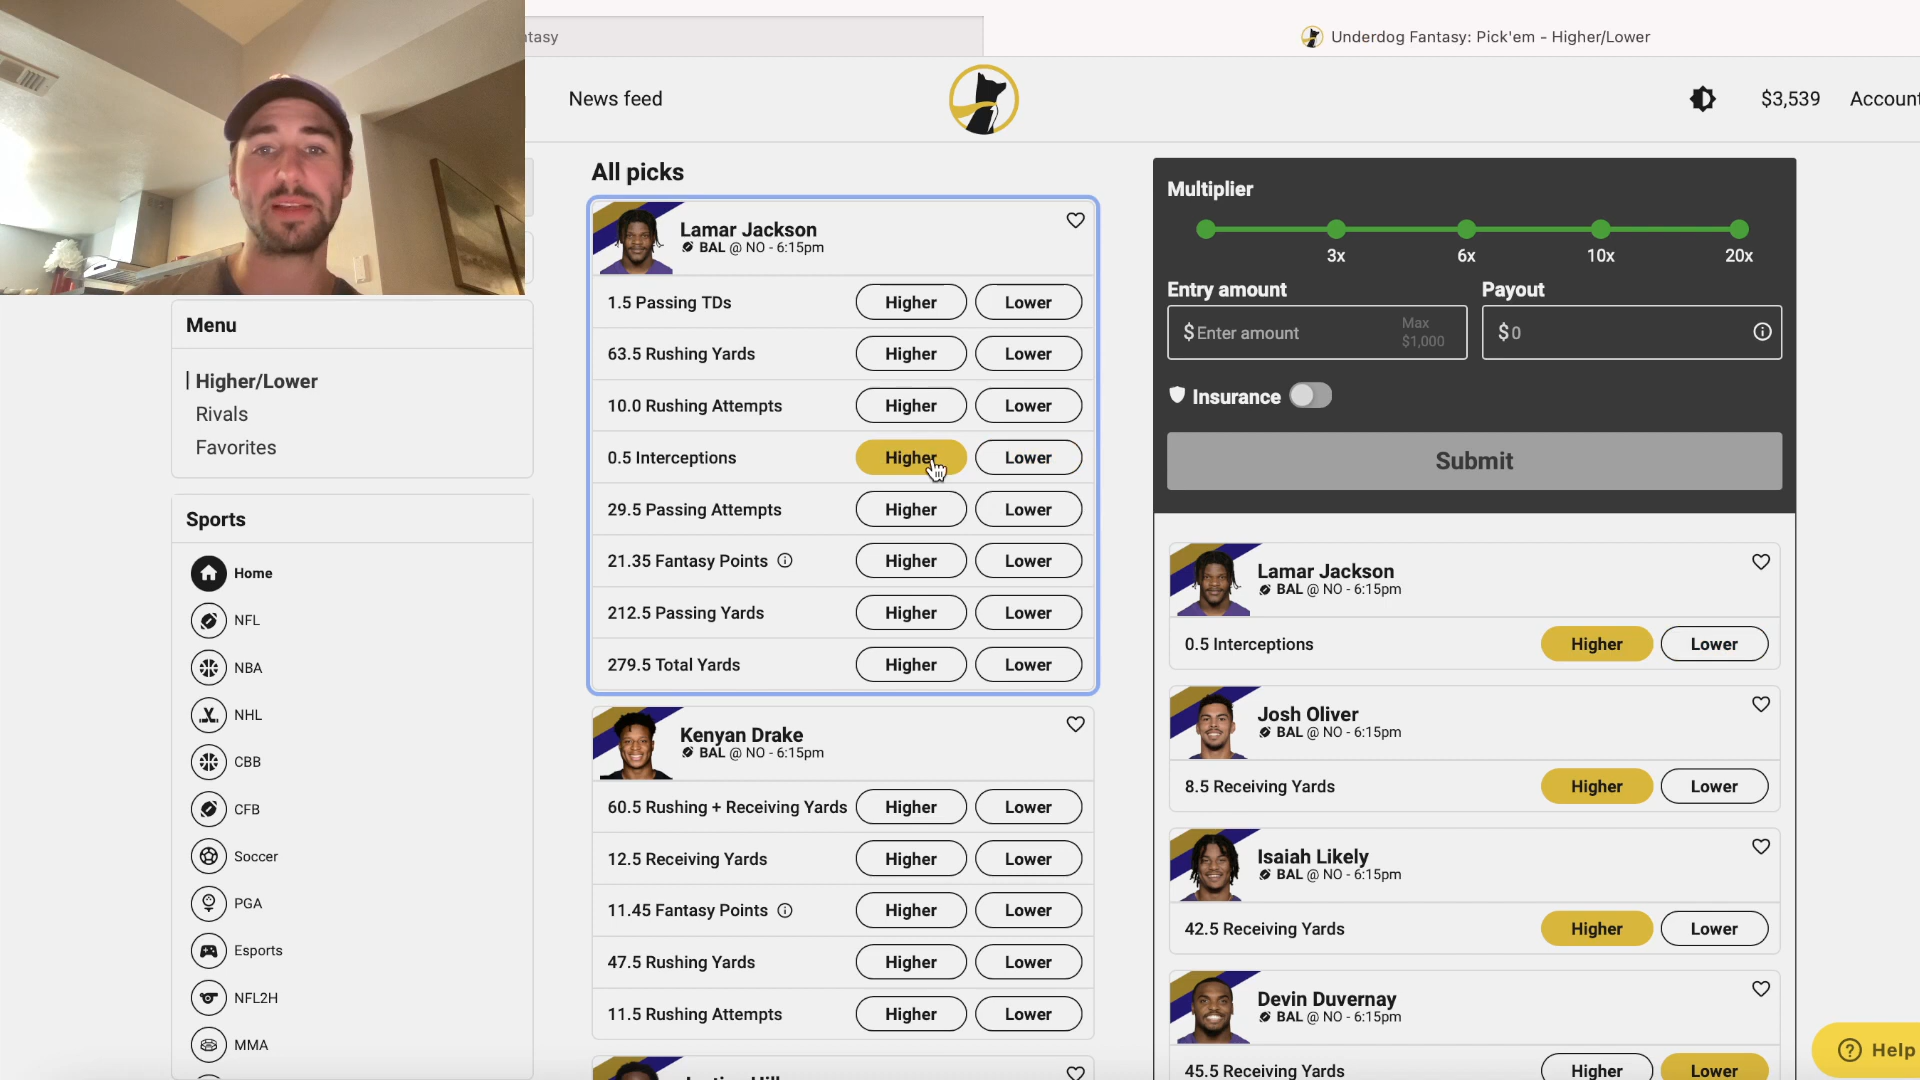 ntasy
Underdog Fantasy: Pick'em - Higher/Lower
News feed
$3,539
Account
All picks
Lamar Jackson
BAL @ NO - 6:15pm
1.5 Passing TDs Higher Lower
63.5 Rushing Yards Higher Lower
10.0 Rushing Attempts Higher Lower
0.5 Interceptions Higher Lower
29.5 Passing Attempts Higher Lower
21.35 Fantasy Points Higher Lower
212.5 Passing Yards Higher Lower
279.5 Total Yards Higher Lower
Kenyan Drake
BAL @ NO - 6:15pm
60.5 Rushing + Receiving Yards Higher Lower
12.5 Receiving Yards Higher Lower
11.45 Fantasy Points Higher Lower
47.5 Rushing Yards Higher Lower
11.5 Rushing Attempts Higher Lower
Menu
Higher/Lower
Rivals
Favorites
Sports
Home
NFL
NBA
NHL
CBB
CFB
Soccer
PGA
Esports
NFL2H
MMA
Multiplier
3x 6x 10x 20x
Entry amount Payout
$ Enter amount Max $1,000 $ 0
Insurance
Submit
Lamar Jackson
BAL @ NO - 6:15pm
0.5 Interceptions Higher Lower
Josh Oliver
BAL @ NO - 6:15pm
8.5 Receiving Yards Higher Lower
Isaiah Likely
BAL @ NO - 6:15pm
42.5 Receiving Yards Higher Lower
Devin Duvernay
BAL @ NO - 6:15pm
45.5 Receiving Yards Higher Lower
Help